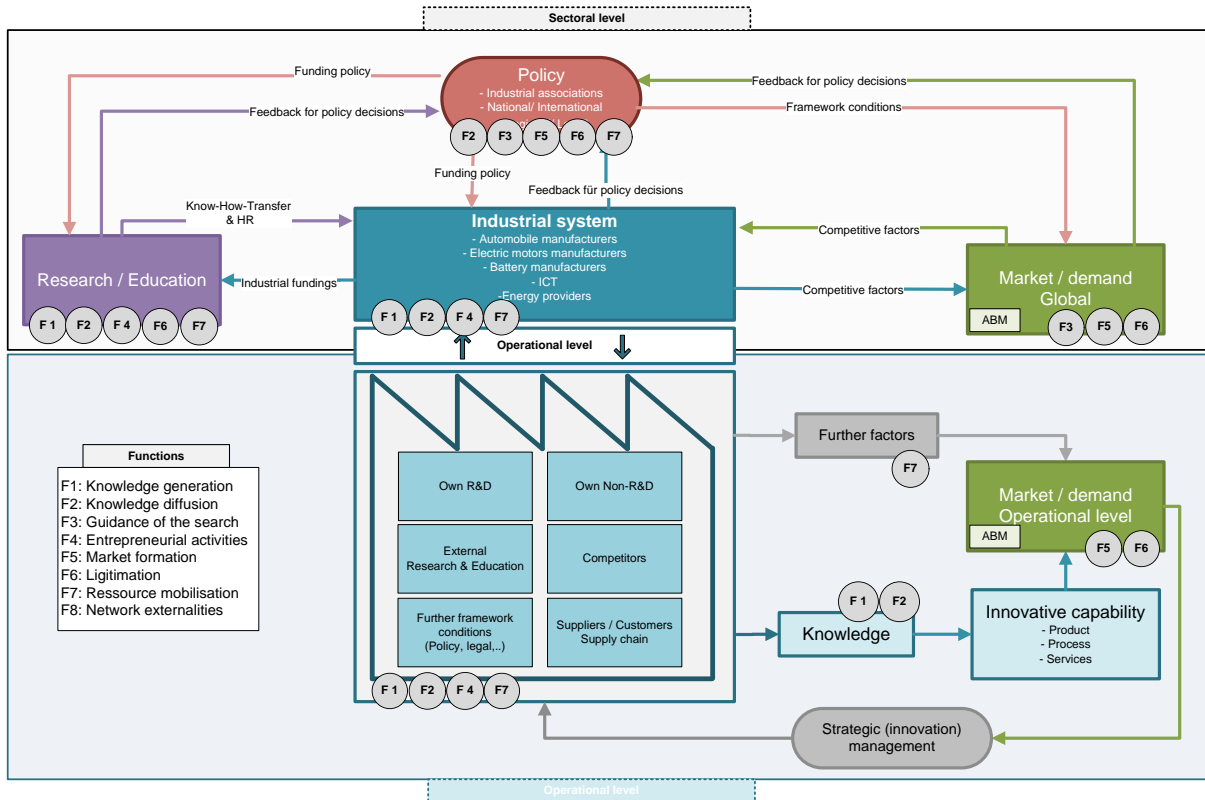 Sectoral level
Funding policy
Policy
- Industrial associations
- National/ International
Feedback for policy decisions
Feedback for policy decisions
Framework conditions
F2
F3
F5
F6
F7
Funding policy
Feedback für policy decisions
Know-How-Transfer
& HR
Industrial system
- Automobile manufacturers
- Electric motors manufacturers
- Battery manufacturers
- ICT
-Energy providers
Competitive factors
Research / Education
Industrial fundings
Competitive factors
Market / demand
Global
ABM
F 1
F2
F 4
F6
F7
F 1
F2
F 4
F7
F3
F5
F6
Operational level
Functions
F1: Knowledge generation
F2: Knowledge diffusion
F3: Guidance of the search
F4: Entrepreneurial activities
F5: Market formation
F6: Ligitimation
F7: Ressource mobilisation
F8: Network externalities
Own R&D
Own Non-R&D
External
Research & Education
Competitors
Further framework
conditions
(Policy, legal,..)
Suppliers / Customers
Supply chain
F 1
F2
F 4
F7
Further factors
F7
Market / demand
Operational level
ABM
F5
F6
F 1
F2
Knowledge
Innovative capability
- Product
- Process
- Services
Strategic (innovation)
management
Operational level